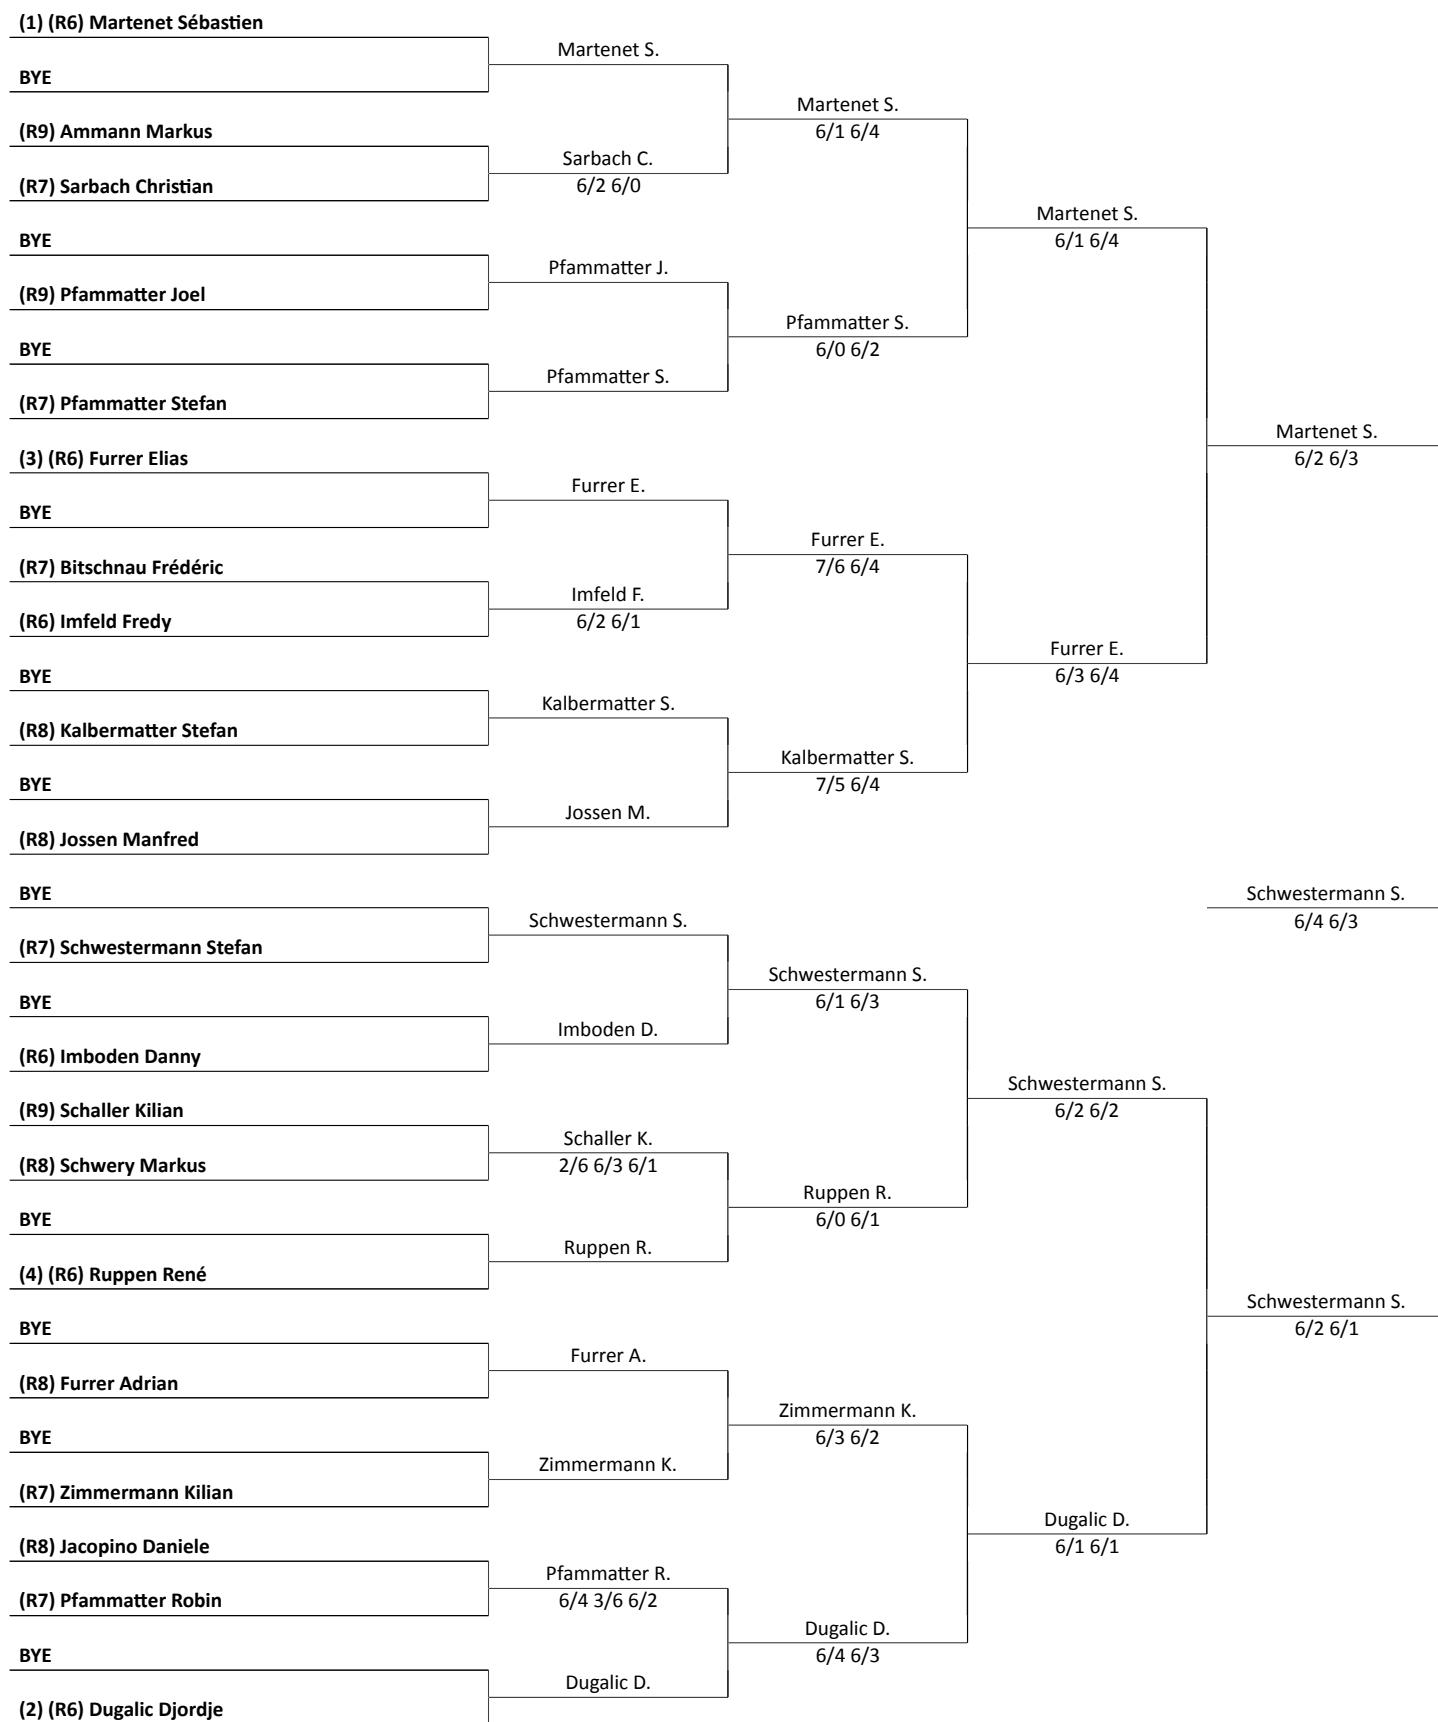 (1) (R6) Martenet Sébastien
Martenet S.
BYE
Martenet S.
6/1 6/4
(R9) Ammann Markus
Sarbach C.
6/2 6/0
(R7) Sarbach Christian
Martenet S.
6/1 6/4
BYE
Pfammatter J.
(R9) Pfammatter Joel
Pfammatter S.
6/0 6/2
BYE
Pfammatter S.
(R7) Pfammatter Stefan
Martenet S.
6/2 6/3
(3) (R6) Furrer Elias
Furrer E.
BYE
Furrer E.
7/6 6/4
(R7) Bitschnau Frédéric
Imfeld F.
6/2 6/1
(R6) Imfeld Fredy
Furrer E.
6/3 6/4
BYE
Kalbermatter S.
(R8) Kalbermatter Stefan
Kalbermatter S.
7/5 6/4
BYE
Jossen M.
(R8) Jossen Manfred
BYE
Schwestermann S.
6/4 6/3
Schwestermann S.
(R7) Schwestermann Stefan
Schwestermann S.
6/1 6/3
BYE
Imboden D.
(R6) Imboden Danny
Schwestermann S.
6/2 6/2
(R9) Schaller Kilian
Schaller K.
2/6 6/3 6/1
(R8) Schwery Markus
Ruppen R.
6/0 6/1
BYE
Ruppen R.
(4) (R6) Ruppen René
Schwestermann S.
6/2 6/1
BYE
Furrer A.
(R8) Furrer Adrian
Zimmermann K.
6/3 6/2
BYE
Zimmermann K.
(R7) Zimmermann Kilian
Dugalic D.
6/1 6/1
(R8) Jacopino Daniele
Pfammatter R.
6/4 3/6 6/2
(R7) Pfammatter Robin
Dugalic D.
6/4 6/3
BYE
Dugalic D.
(2) (R6) Dugalic Djordje